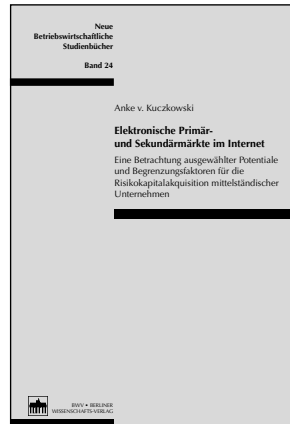 Neue
Betriebswirtschaftliche
Studienbücher
Band 24
Anke v. Kuczkowski
Elektronische Primär-
und Sekundärmärkte im Internet
Eine Betrachtung ausgewählter Potentiale
und Begrenzungsfaktoren für die
Risikokapitalakquisition mittelständischer
Unternehmen
BWV • BERLINER
WISSENSCHAFTS-VERLAG